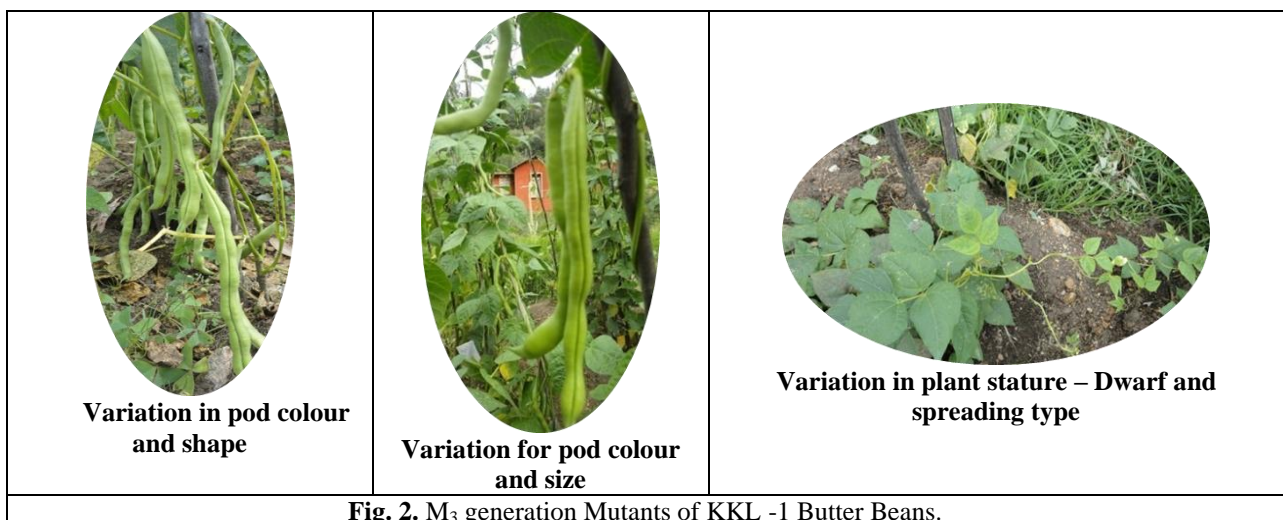 Variation in pod colour
and shape
Variation for pod colour
and size
Variation in plant stature – Dwarf and
spreading type
Fig. 2. M₃ generation Mutants of KKL -1 Butter Beans.